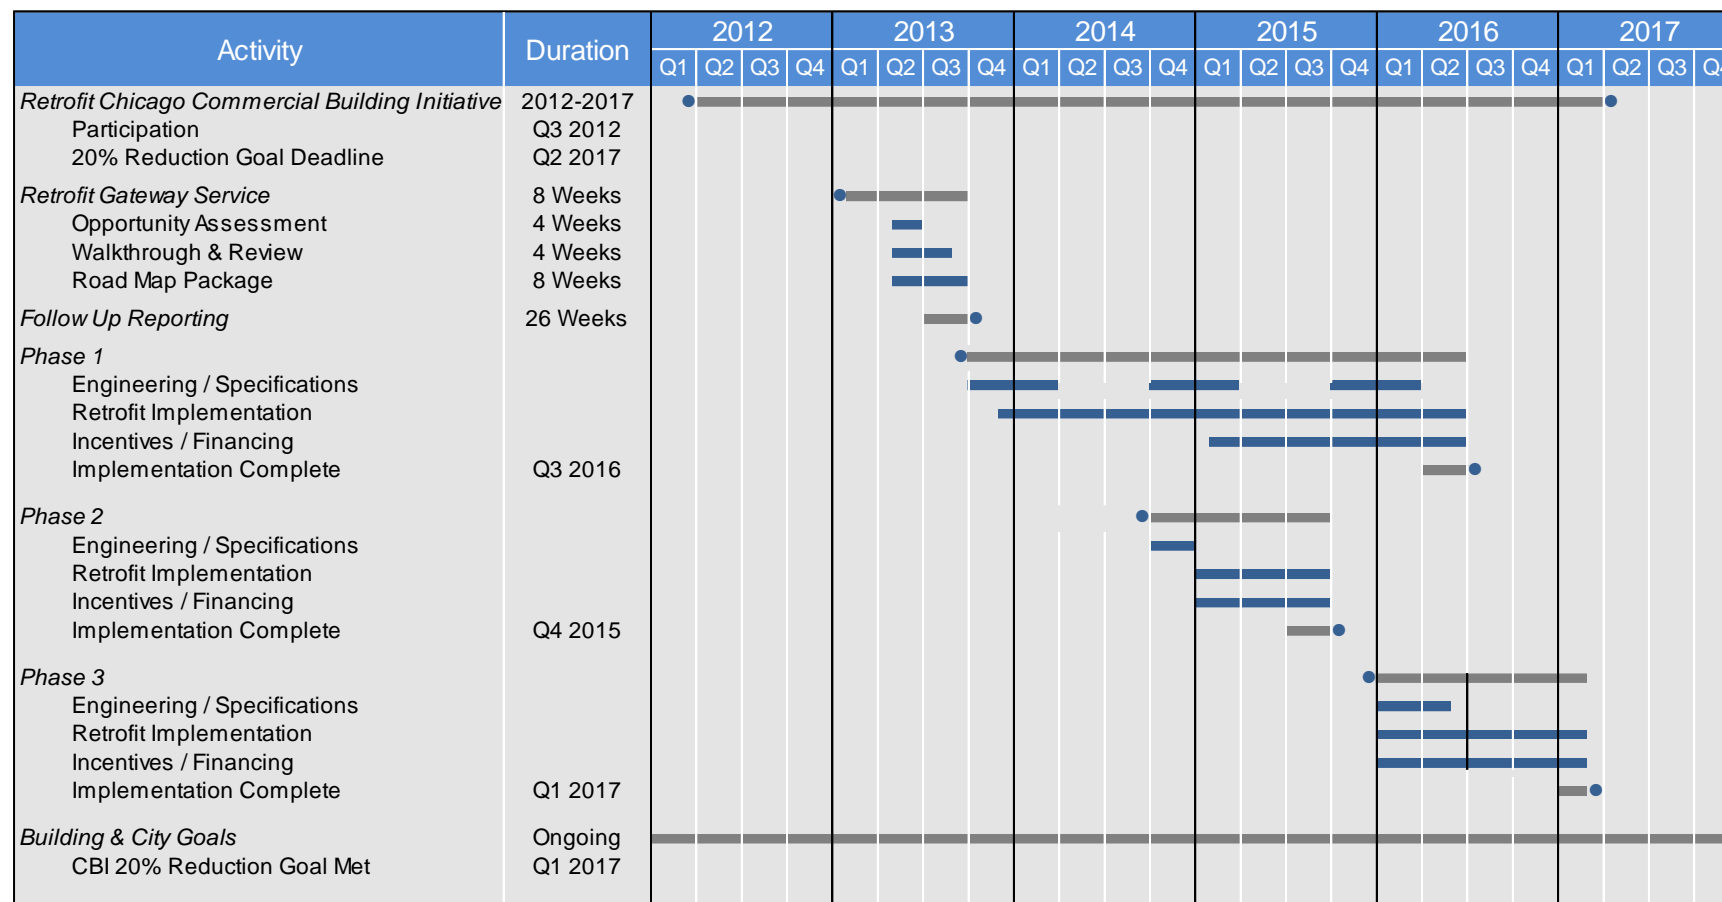 Activity Duration 2012 2013 2014 2015 2016 2017
Q1 Q2 Q3 Q4 Q1 Q2 Q3 Q4 Q1 Q2 Q3 Q4 Q1 Q2 Q3 Q4 Q1 Q2 Q3 Q4 Q1 Q2 Q3 Q4
Retrofit Chicago Commercial Building Initiative 2012-2017
Participation Q3 2012
20% Reduction Goal Deadline Q2 2017
Retrofit Gateway Service 8 Weeks
Opportunity Assessment 4 Weeks
Walkthrough & Review 4 Weeks
Road Map Package 8 Weeks
Follow Up Reporting 26 Weeks
Phase 1
Engineering / Specifications
Retrofit Implementation
Incentives / Financing
Implementation Complete Q3 2016
Phase 2
Engineering / Specifications
Retrofit Implementation
Incentives / Financing
Implementation Complete Q4 2015
Phase 3
Engineering / Specifications
Retrofit Implementation
Incentives / Financing
Implementation Complete Q1 2017
Building & City Goals Ongoing
CBI 20% Reduction Goal Met Q1 2017